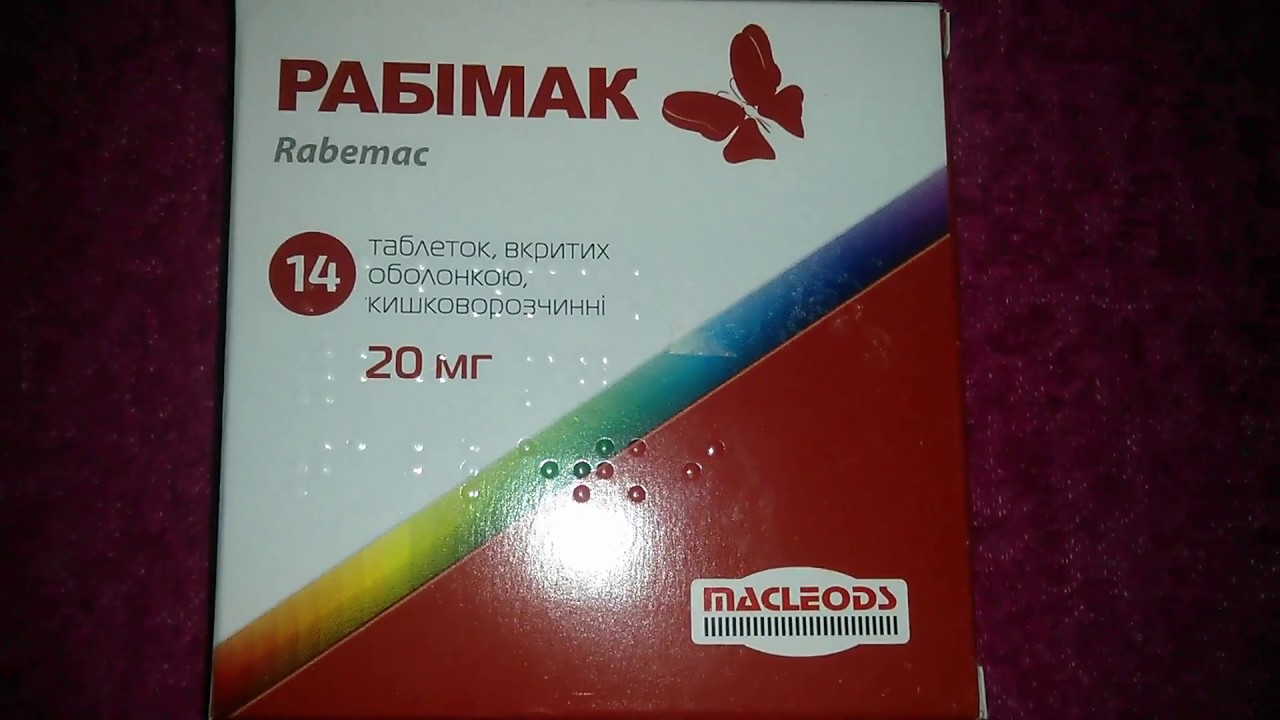 РАБІМАК
Rabemac
14
таблеток, вкритих
оболонкою,
кишковорозчинні
20 мг
MACLEODS